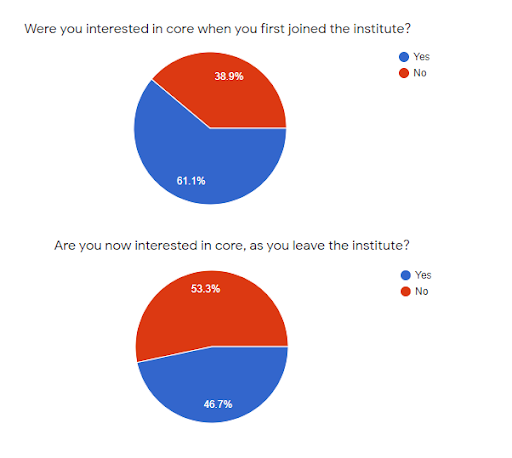 Were you interested in core when you first joined the institute?
Yes
No
38.9%
61.1%
Are you now interested in core, as you leave the institute?
Yes
No
53.3%
46.7%